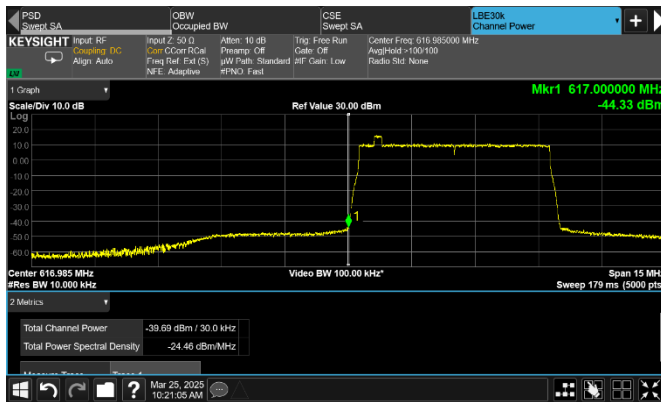 PSD
Swept SA
OBW
Occupied BW
CSE
Swept SA
LBE30k
Channel Power
KEYSIGHT
Input: RF
Coupling: DC
Align: Auto
Input Z: 50 Ω
Corr CCorr RCal
Freq Ref: Ext (S)
NFE: Adaptive
Atten: 10 dB
Preamp: Off
µW Path: Standard
#PNO: Fast
Trig: Free Run
Gate: Off
#IF Gain: Low
Center Freq: 616.985000 MHz
Avg|Hold:>100/100
Radio Std: None
LXI
1 Graph
Mkr1 617.000000 MHz
Scale/Div 10.0 dB
Ref Value 30.00 dBm
-44.33 dBm
Log
20.0
10.0
0.00
-10.0
-20.0
-30.0
-40.0
-50.0
-60.0
1
Center 616.985 MHz
Video BW 100.00 kHz*
Span 15 MHz
#Res BW 10.000 kHz
Sweep 179 ms (5000 pts)
2 Metrics
Total Channel Power
-39.69 dBm / 30.0 kHz
Total Power Spectral Density
-24.46 dBm/MHz
Measure Trace
Trace 1
?
Mar 25, 2025
10:21:05 AM